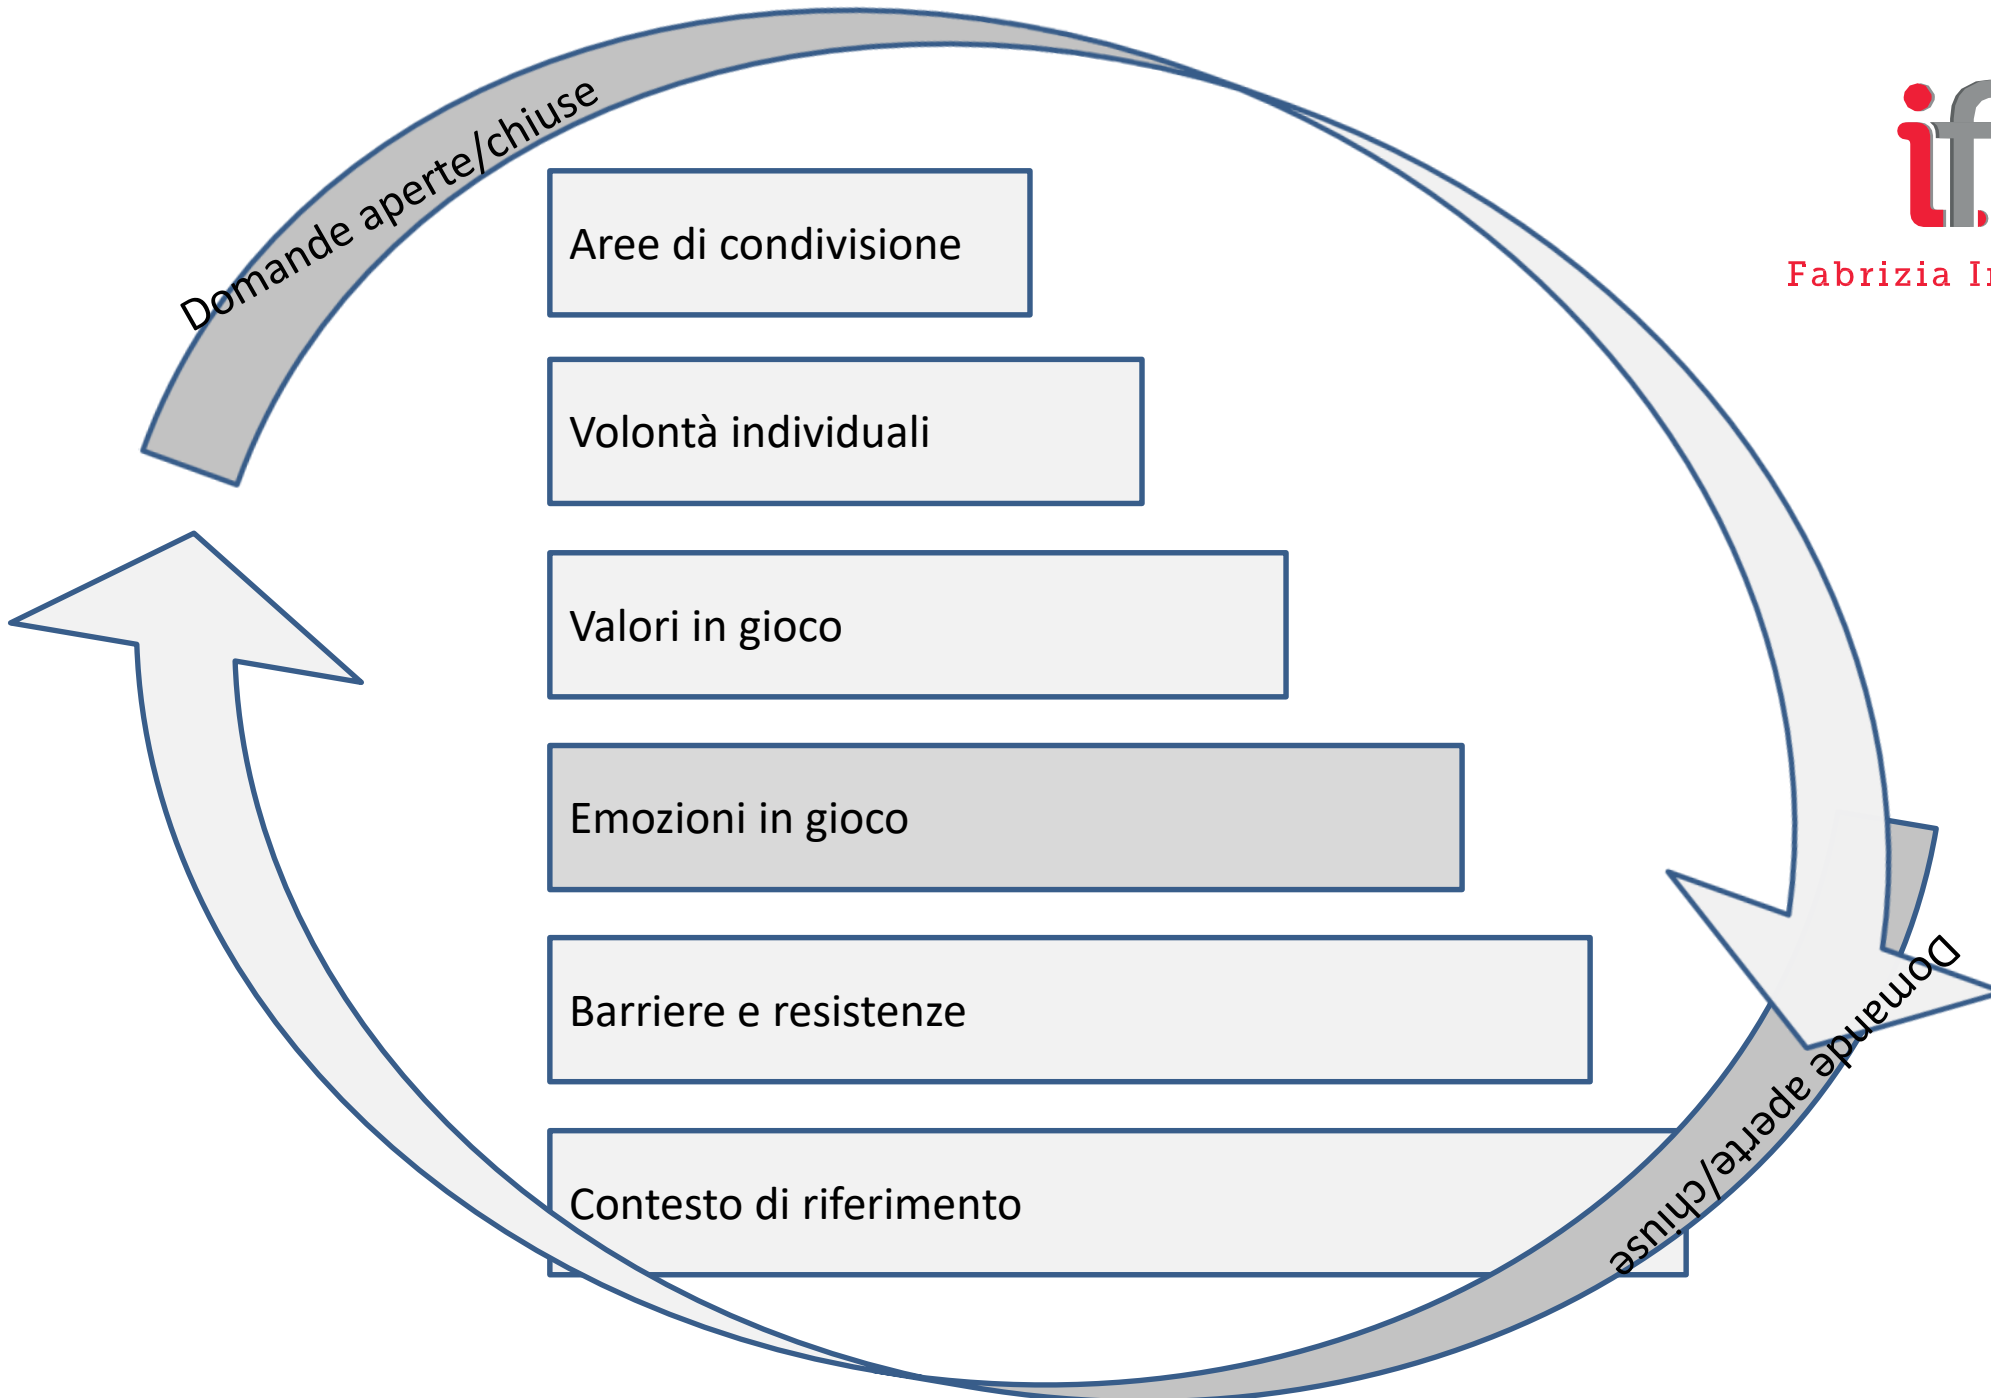 Domande aperte/chiuse
if.
Fabrizia
Aree di condivisione
Volontà individuali
Valori in gioco
Emozioni in gioco
Barriere e resistenze
Contesto di riferimento
Domande aperte/chiuse